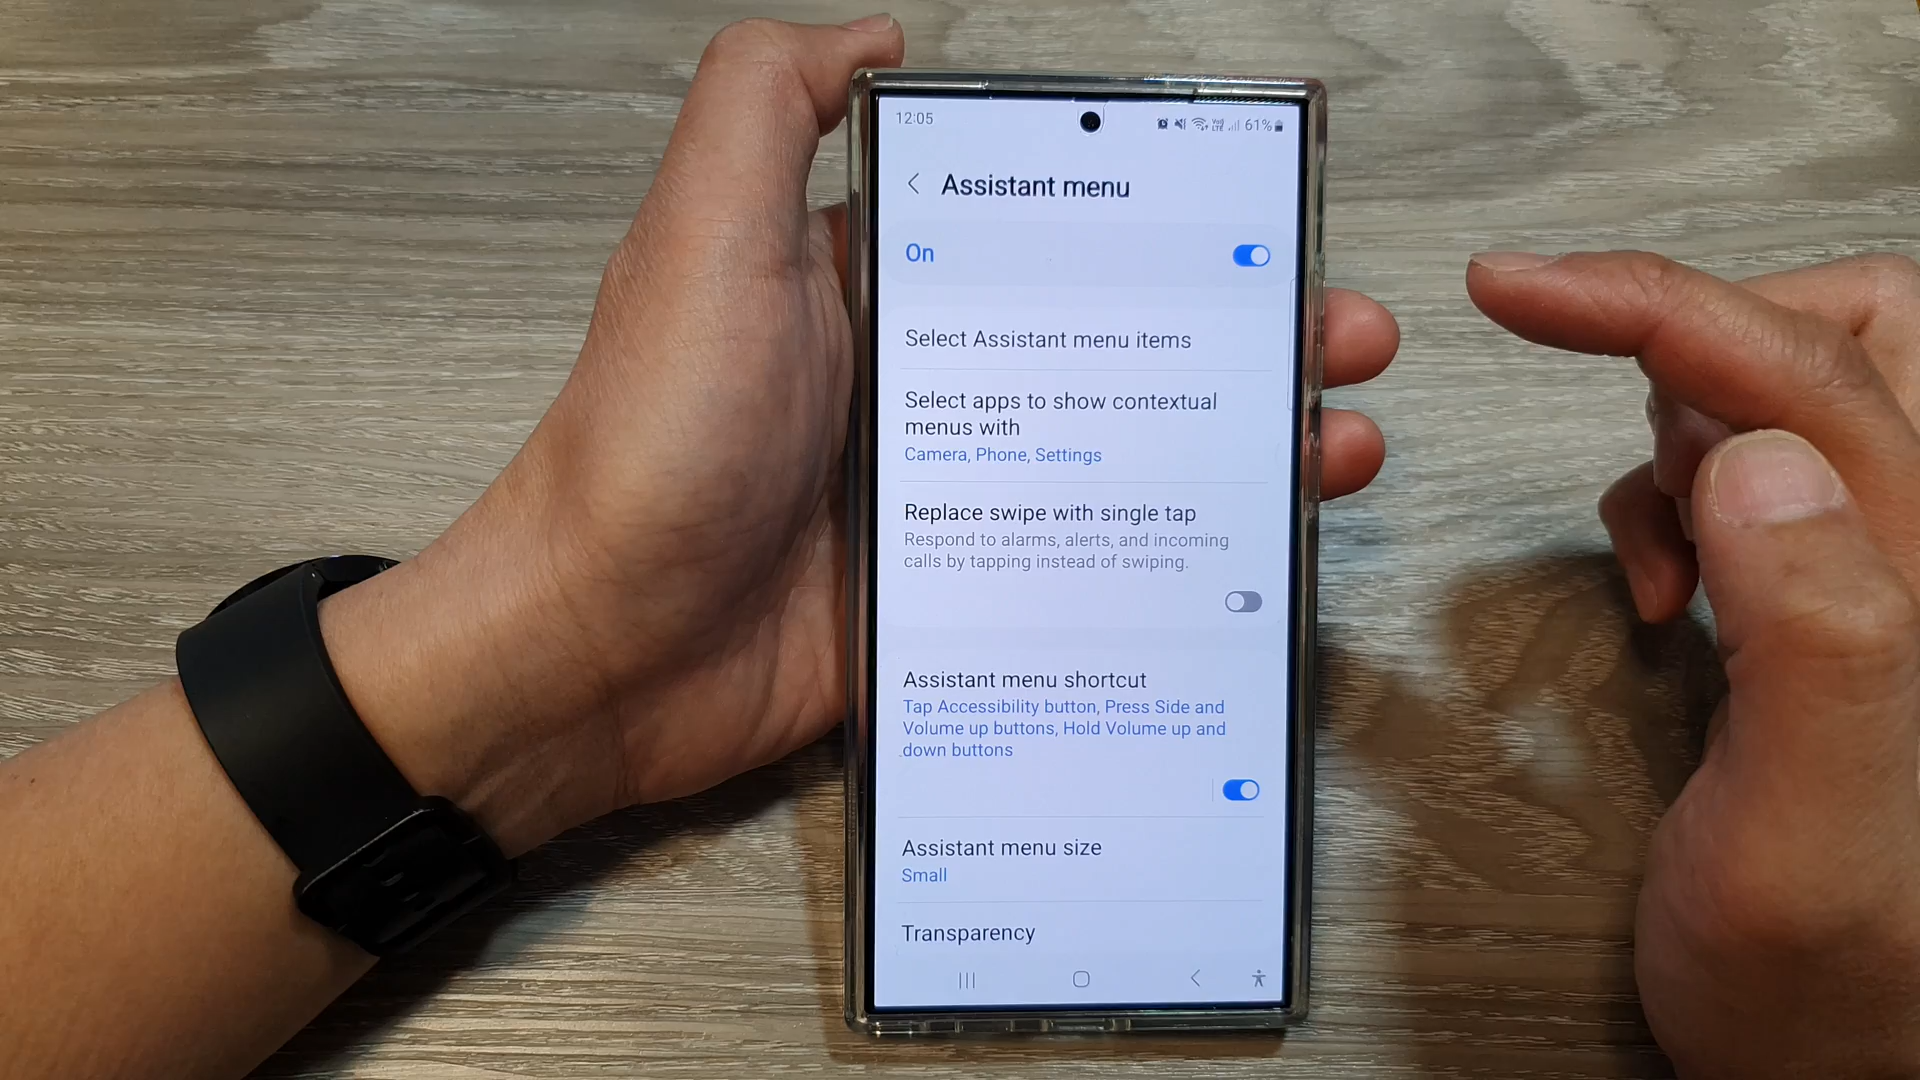 12:05
61%
Assistant menu
On
Select Assistant menu items
Select apps to show contextual
menus with
Camera, Phone, Settings
Replace swipe with single tap
Respond to alarms, alerts, and incoming
calls by tapping instead of swiping.
Assistant menu shortcut
Tap Accessibility button, Press Side and
Volume up buttons, Hold Volume up and
down buttons
Assistant menu size
Small
Transparency